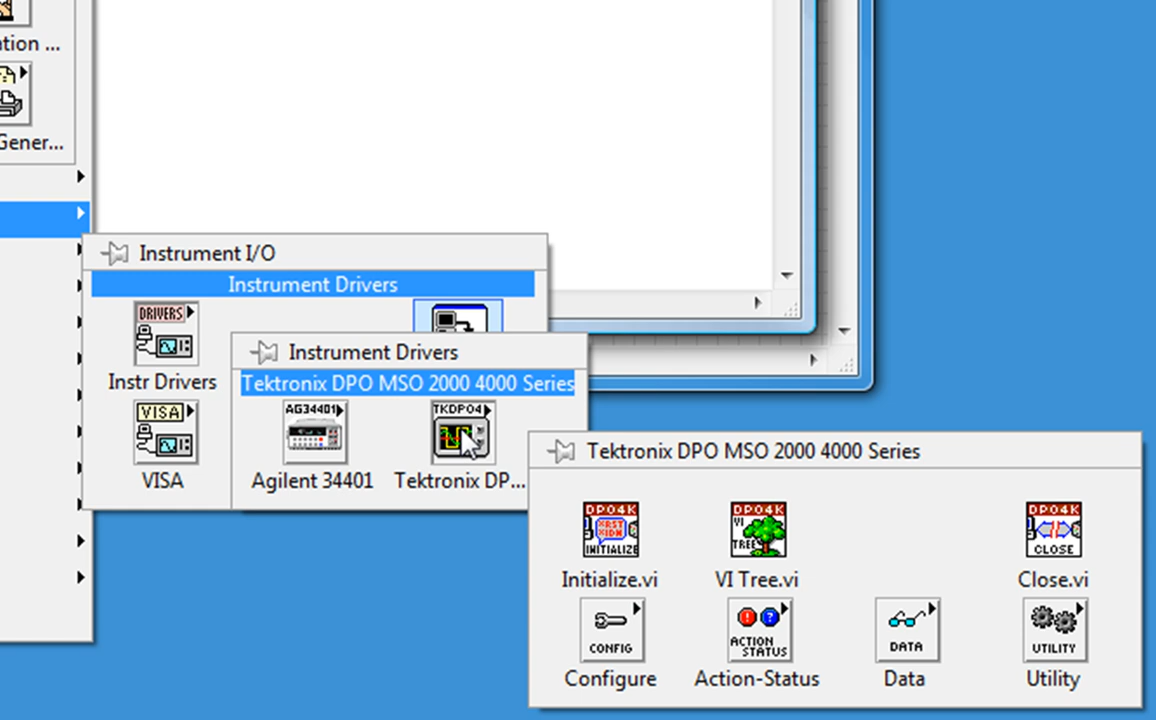 ation ...
Gener...
Instrument I/O
Instrument Drivers
DRIVERS
Instr Drivers
VISA
VISA
Instrument Drivers
Tektronix DPO MSO 2000 4000 Series
AG34401
TKDPO4
Agilent 34401
Tektronix DP...
Tektronix DPO MSO 2000 4000 Series
DPO4K
XRST
XIDN
INITIALIZE
DPO4K
VI
TREE
DPO4K
CLOSE
Initialize.vi
VI Tree.vi
Close.vi
CONFIG
ACTION
STATUS
DATA
UTILITY
Configure
Action-Status
Data
Utility